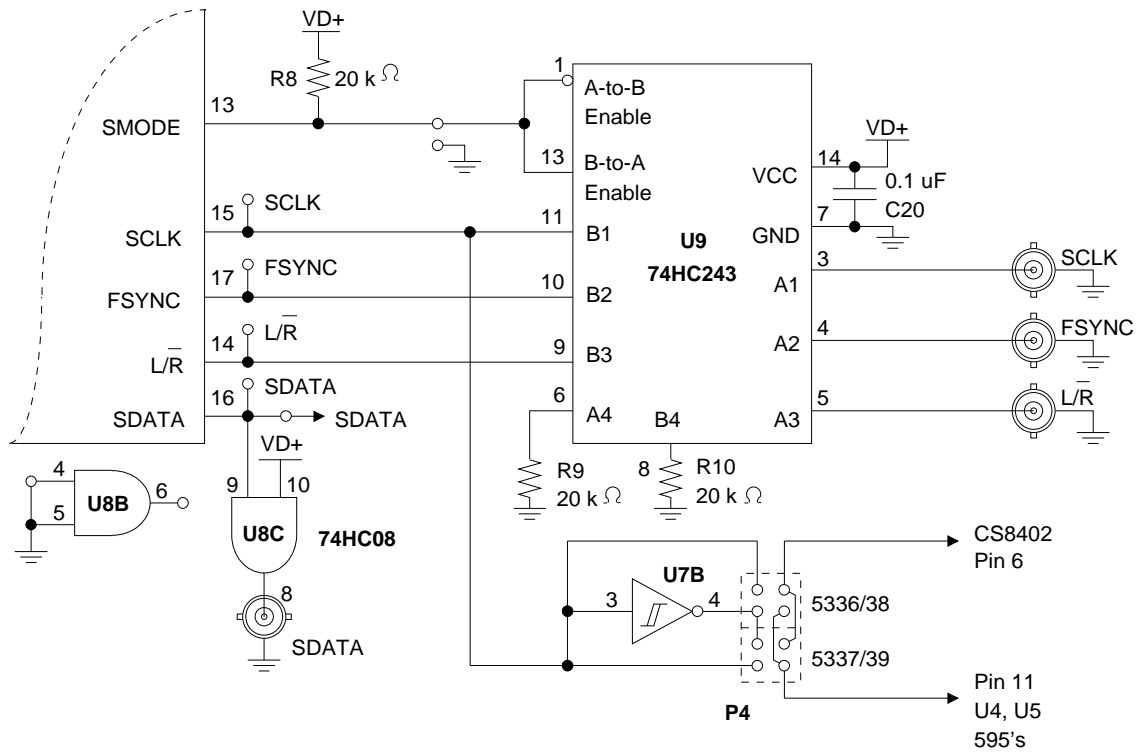 VD+
R8
20 k Ω
13
SMODE
1
A-to-B
Enable
13
B-to-A
Enable
VD+
14
VCC
0.1 uF
C20
7
GND
15
SCLK
SCLK
11
B1
U9
74HC243
3
A1
SCLK
17
FSYNC
FSYNC
10
B2
4
A2
FSYNC
14
L/R̅
L/R̅
9
B3
5
A3
L/R̅
16
SDATA
SDATA
SDATA
6
A4
B4
VD+
R9
20 k Ω
8
R10
20 k Ω
4
5
U8B
6
9
10
U8C
74HC08
8
SDATA
U7B
3
4
CS8402
Pin 6
5336/38
5337/39
P4
Pin 11
U4, U5
595's